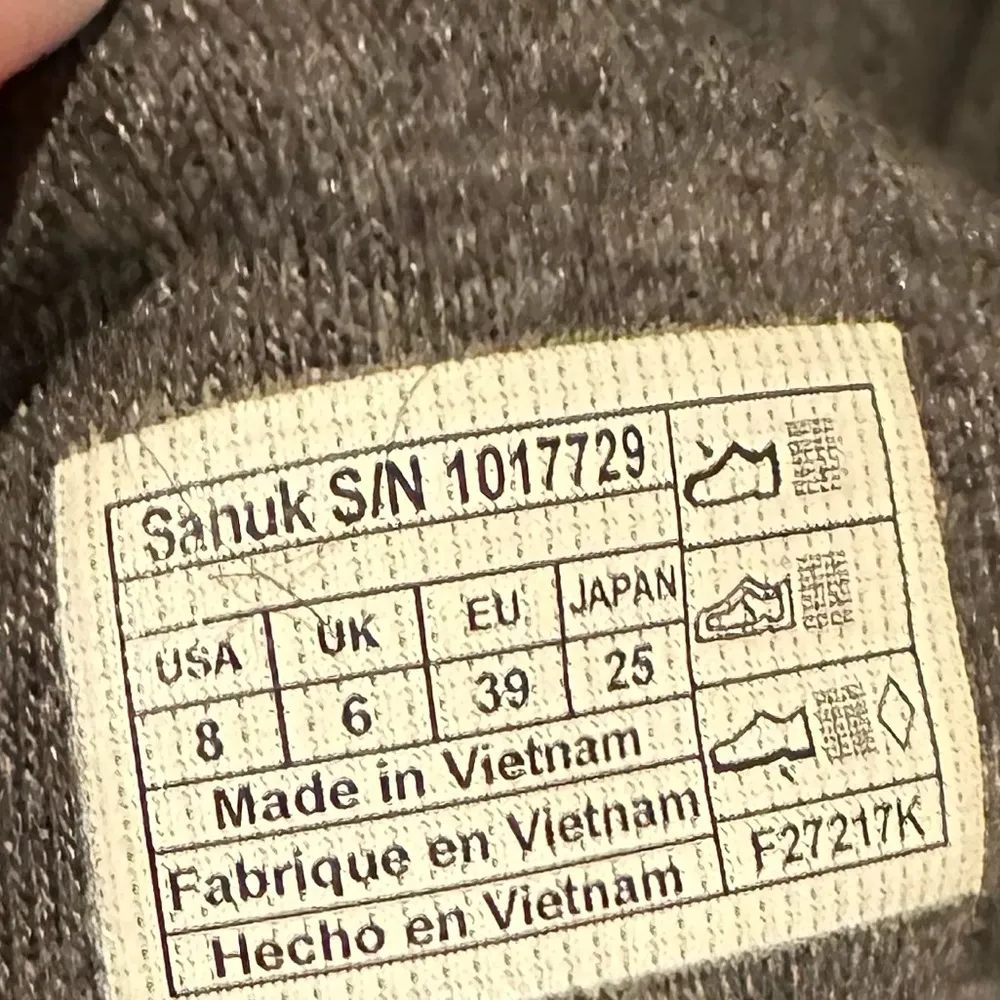 Sanuk S/N 1017729
USA UK EU JAPAN
8 6 39 25
Made in Vietnam
Fabrique en Vietnam
Hecho en Vietnam
F27217K